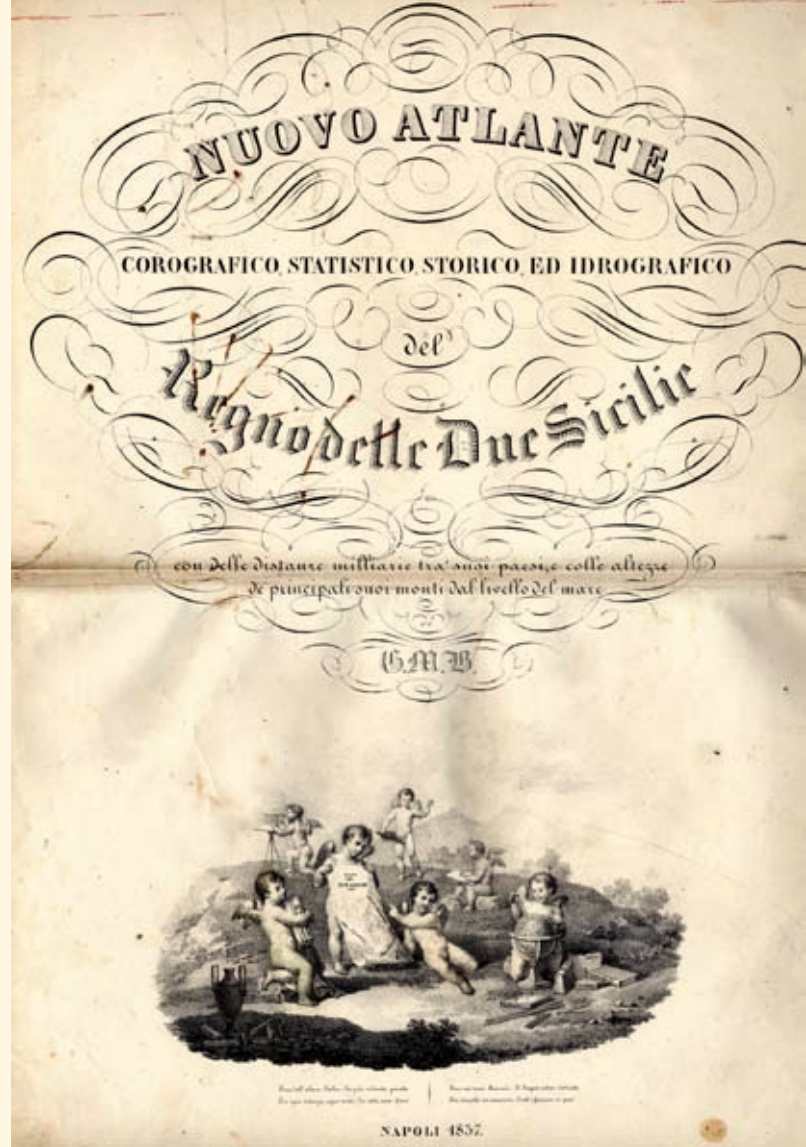 NUOVO ATLANTE
COROGRAFICO, STATISTICO, STORICO, ED IDROGRAFICO
del
Regno delle Due Sicilie
con delle distanze milliarie tra' suoi paesi, e colle altezze
de principali suoi monti dal livello del mare
G.M.B.
NAPOLI 1857.